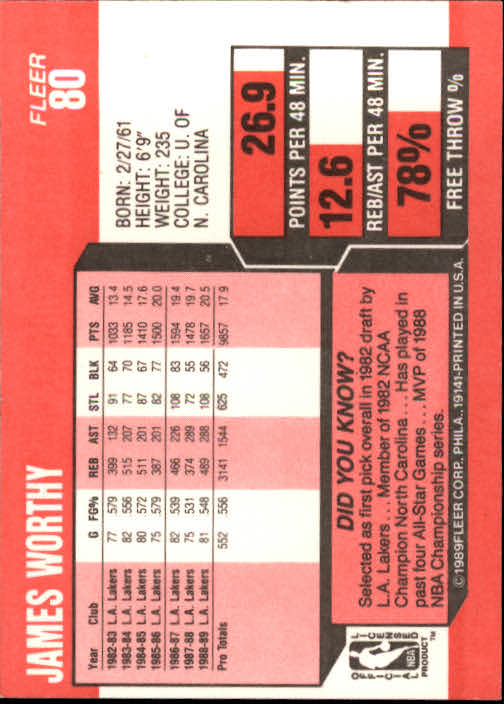 JAMES WORTHY
FLEER
80
BORN: 2/27/61
HEIGHT: 6'9"
WEIGHT: 235
COLLEGE: U. OF
N. CAROLINA
Year Club G FG% REB AST STL BLK PTS AVG
1982-83 L.A. Lakers 77 .579 399 132 91 64 1033 13.4
1983-84 L.A. Lakers 82 .556 515 207 77 70 1185 14.5
1984-85 L.A. Lakers 80 .572 511 201 87 67 1410 17.6
1985-86 L.A. Lakers 75 .579 387 201 82 77 1500 20.0
1986-87 L.A. Lakers 82 .539 466 226 108 83 1594 19.4
1987-88 L.A. Lakers 75 .531 374 289 72 55 1478 19.7
1988-89 L.A. Lakers 81 .548 489 288 108 56 1657 20.5
Pro Totals 552 .556 3141 1544 625 472 9857 17.9
26.9
POINTS PER 48 MIN.
12.6
REB/AST PER 48 MIN.
78%
FREE THROW %
DID YOU KNOW?
Selected as first pick overall in 1982 draft by
L.A. Lakers . . . Member of 1982 NCAA
Champion North Carolina . . . Has played in
past four All-Star Games . . . MVP of 1988
NBA Championship series.
©1989 FLEER CORP., PHILA., 19141-PRINTED IN U.S.A.
OFFICIAL LICENSED
NBA
PRODUCT™